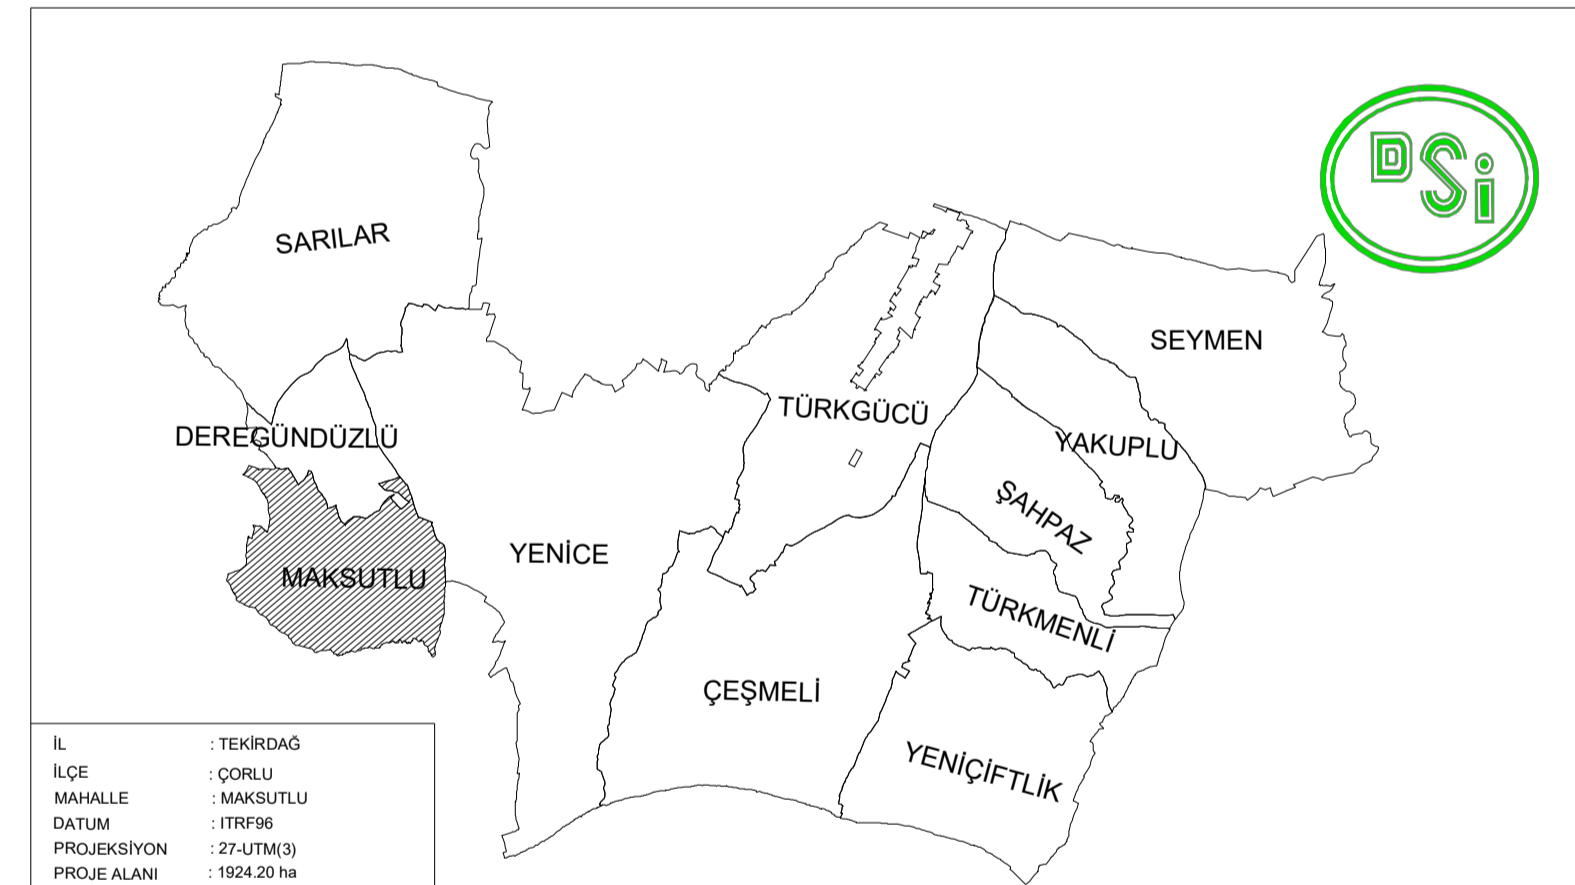 DSi
SARILAR
SEYMEN
TÜRKGÜCÜ
DEREGÜNDÜZLÜ
YAKUPLU
ŞAHPAZ
YENİCE
MAKSUTLU
TÜRKMENLİ
ÇEŞMELİ
YENİÇİFTLİK
İL : TEKİRDAĞ
İLÇE : ÇORLU
MAHALLE : MAKSUTLU
DATUM : ITRF96
PROJEKSİYON : 27-UTM(3)
PROJE ALANI : 1924.20 ha